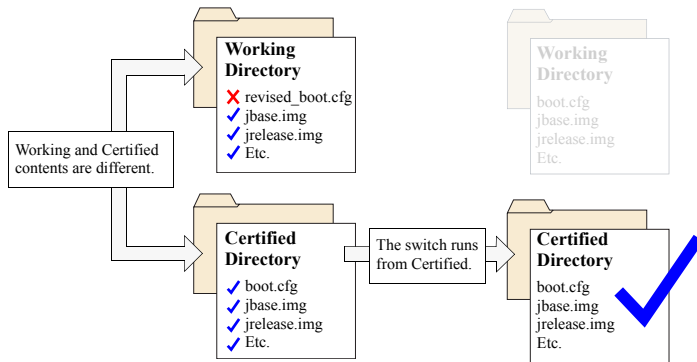 Working
Directory
revised_boot.cfg
jbase.img
jrelease.img
Etc.
Working
Directory
boot.cfg
jbase.img
jrelease.img
Etc.
Working and Certified
contents are different.
Certified
Directory
boot.cfg
jbase.img
jrelease.img
Etc.
The switch runs
from Certified.
Certified
Directory
boot.cfg
jbase.img
jrelease.img
Etc.